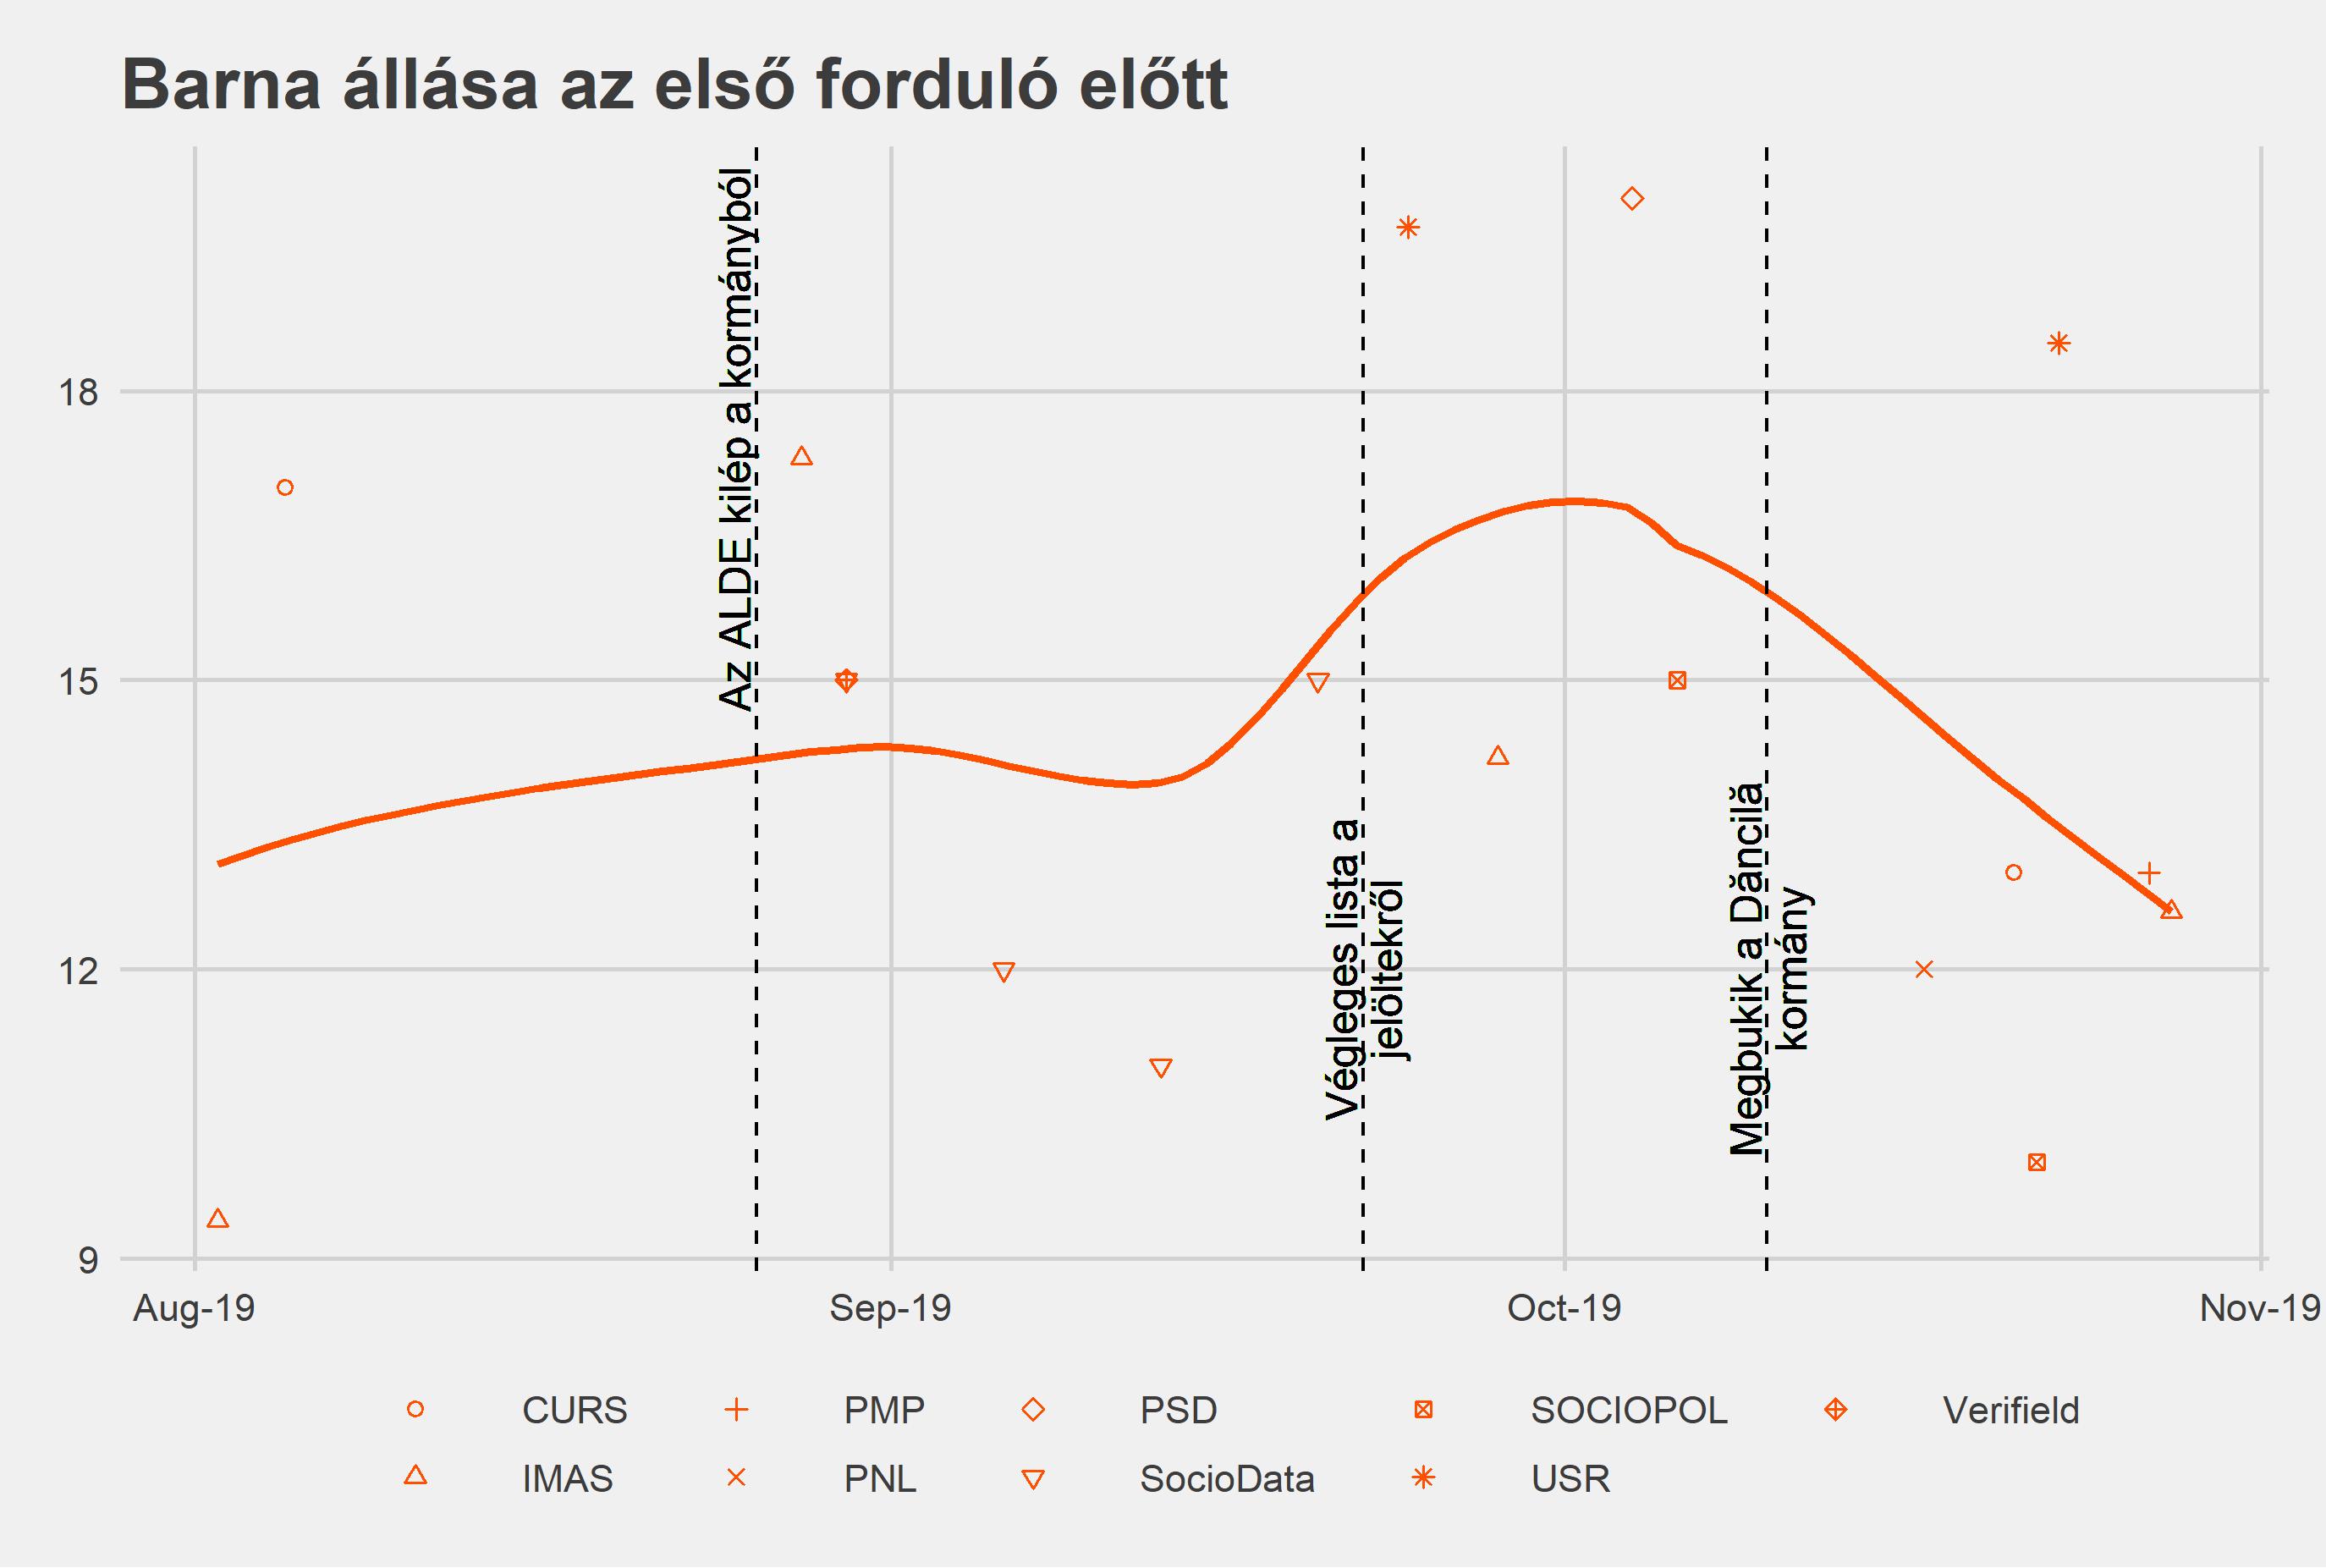 Barna állása az első forduló előtt
18
15
12
9
Az ALDE kilép a kormányból
Végleges lista a
jelöltekről
Megbukik a Dăncilă
kormány
Aug-19
Sep-19
Oct-19
Nov-19
CURS
PMP
PSD
SOCIOPOL
Verifield
IMAS
PNL
SocioData
USR